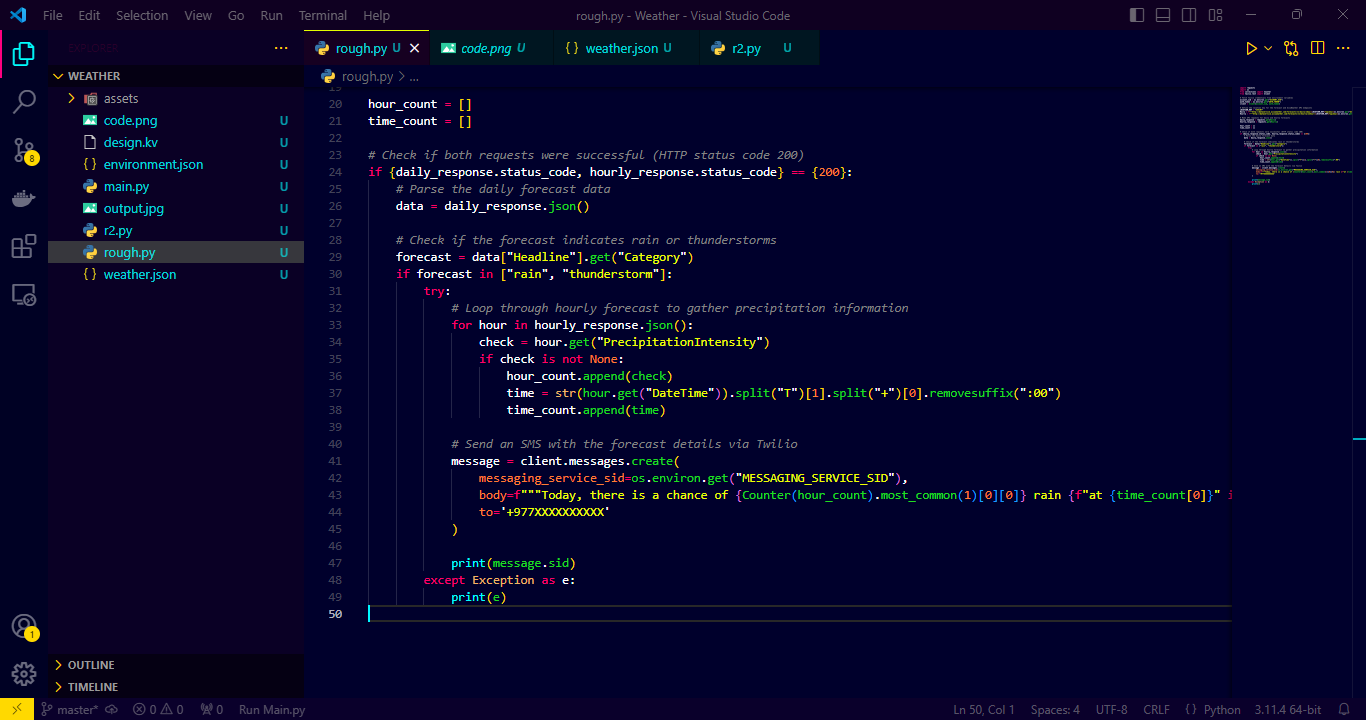 File Edit Selection View Go Run Terminal Help rough.py - Weather - Visual Studio Code
EXPLORER
WEATHER
assets
code.png U
design.kv U
environment.json U
main.py U
output.jpg U
r2.py U
rough.py U
weather.json U
OUTLINE
TIMELINE
8
1
rough.py U code.png U {} weather.json U r2.py U
rough.py > ...
19
20 hour_count = []
21 time_count = []
22
23 # Check if both requests were successful (HTTP status code 200)
24 if {daily_response.status_code, hourly_response.status_code} == {200}:
25 # Parse the daily forecast data
26 data = daily_response.json()
27
28 # Check if the forecast indicates rain or thunderstorms
29 forecast = data["Headline"].get("Category")
30 if forecast in ["rain", "thunderstorm"]:
31 try:
32 # Loop through hourly forecast to gather precipitation information
33 for hour in hourly_response.json():
34 check = hour.get("PrecipitationIntensity")
35 if check is not None:
36 hour_count.append(check)
37 time = str(hour.get("DateTime")).split("T")[1].split("+")[0].removesuffix(":00")
38 time_count.append(time)
39
40 # Send an SMS with the forecast details via Twilio
41 message = client.messages.create(
42 messaging_service_sid=os.environ.get("MESSAGING_SERVICE_SID"),
43 body=f"""Today, there is a chance of {Counter(hour_count).most_common(1)[0][0]} rain {f"at {time_count[0]}" i
44 to='+977XXXXXXXXXX'
45 )
46
47 print(message.sid)
48 except Exception as e:
49 print(e)
50
master* 0 0 0 Run Main.py Ln 50, Col 1 Spaces: 4 UTF-8 CRLF {} Python 3.11.4 64-bit